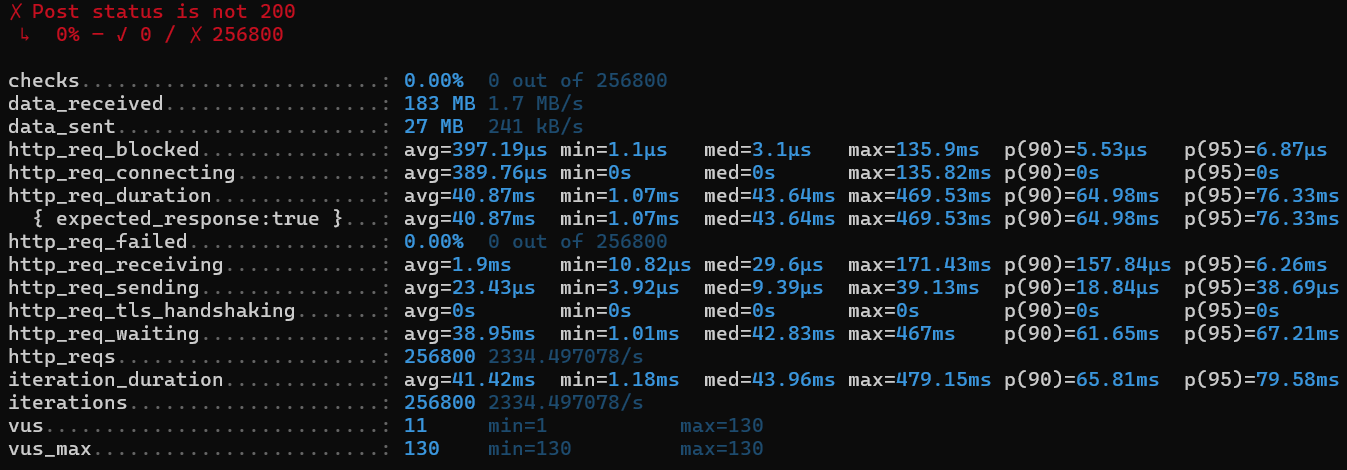 ✗ Post status is not 200
↳  0% — ✓ 0 / ✗ 256800
checks.........................: 0.00%  0 out of 256800
data_received..................: 183 MB 1.7 MB/s
data_sent......................: 27 MB  241 kB/s
http_req_blocked...............: avg=397.19µs min=1.1µs   med=3.1µs   max=135.9ms  p(90)=5.53µs   p(95)=6.87µs
http_req_connecting............: avg=389.76µs min=0s      med=0s      max=135.82ms p(90)=0s       p(95)=0s
http_req_duration..............: avg=40.87ms  min=1.07ms  med=43.64ms max=469.53ms p(90)=64.98ms  p(95)=76.33ms
{ expected_response:true }...: avg=40.87ms  min=1.07ms  med=43.64ms max=469.53ms p(90)=64.98ms  p(95)=76.33ms
http_req_failed................: 0.00%  0 out of 256800
http_req_receiving.............: avg=1.9ms    min=10.82µs med=29.6µs  max=171.43ms p(90)=157.84µs p(95)=6.26ms
http_req_sending...............: avg=23.43µs  min=3.92µs  med=9.39µs  max=39.13ms  p(90)=18.84µs  p(95)=38.69µs
http_req_tls_handshaking.......: avg=0s       min=0s      med=0s      max=0s       p(90)=0s       p(95)=0s
http_req_waiting...............: avg=38.95ms  min=1.01ms  med=42.83ms max=467ms    p(90)=61.65ms  p(95)=67.21ms
http_reqs......................: 256800 2334.497078/s
iteration_duration.............: avg=41.42ms  min=1.18ms  med=43.96ms max=479.15ms p(90)=65.81ms  p(95)=79.58ms
iterations.....................: 256800 2334.497078/s
vus............................: 11     min=1           max=130
vus_max........................: 130    min=130         max=130